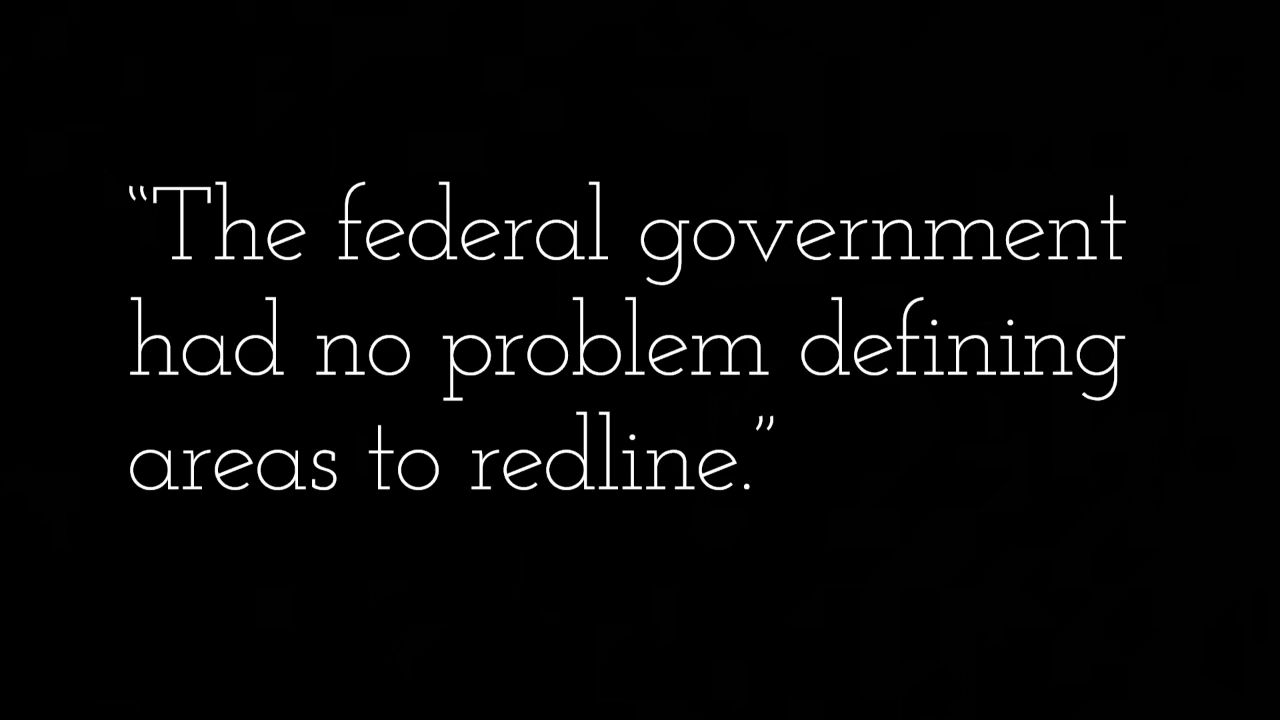 “The federal government
had no problem defining
areas to redline.”